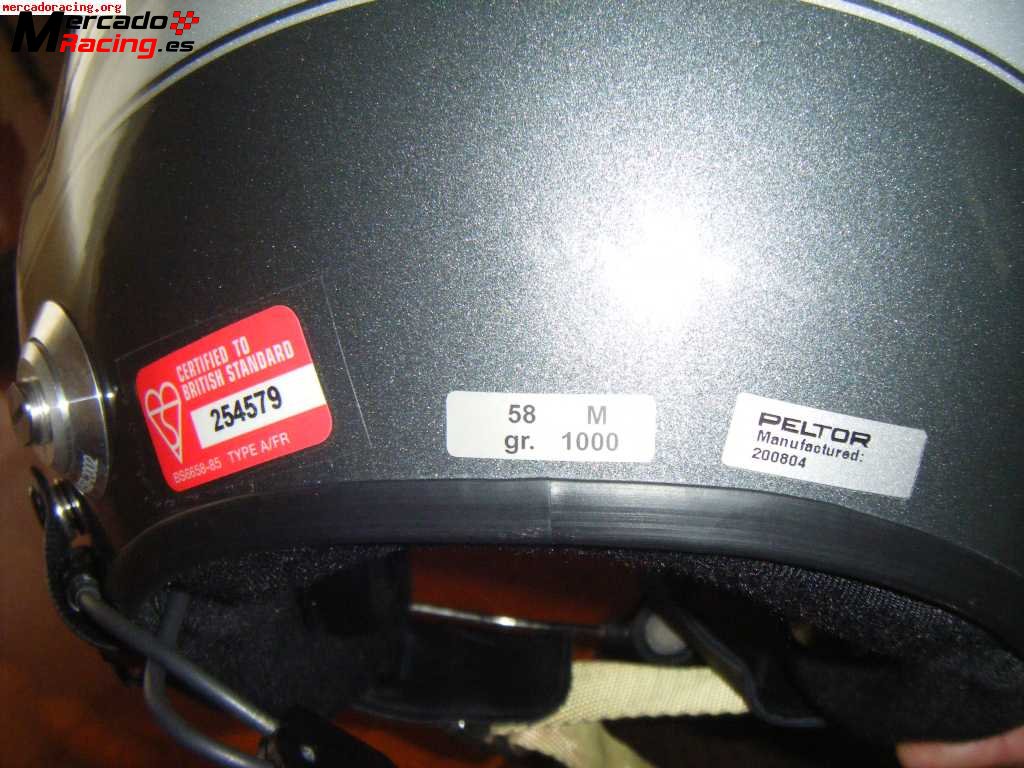 mercadoracing.org
Mercado
Racing.es
CERTIFIED TO
BRITISH STANDARD
254579
BS6658-85 TYPE A/FR
58 M
gr. 1000
PELTOR
Manufactured:
200804